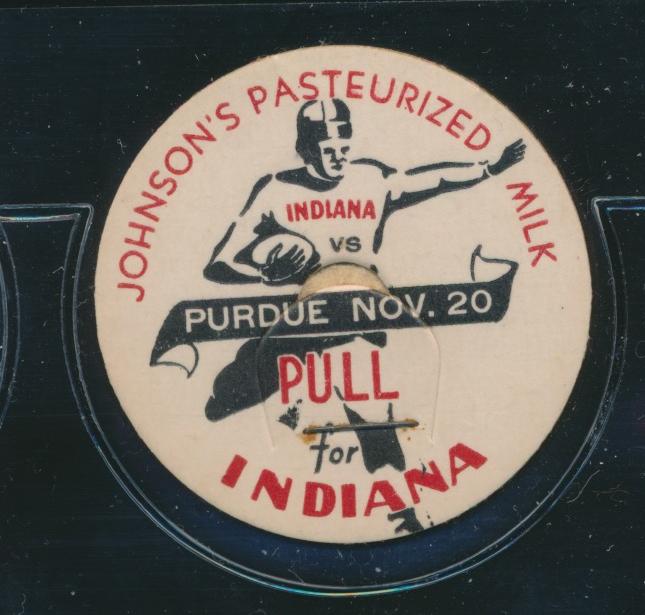 JOHNSON'S PASTEURIZED MILK
INDIANA
VS
PURDUE NOV. 20
PULL
for
INDIANA